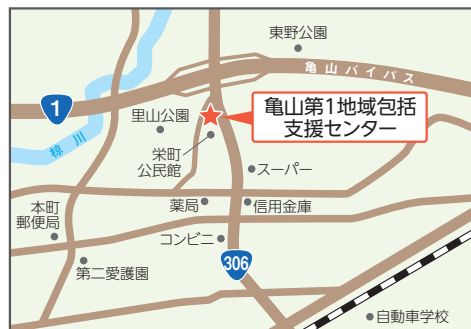 東野公園
亀山バイパス
1
里山公園
亀山第1地域包括
支援センター
椋川
栄町
公民館
スーパー
本町
郵便局
薬局
信用金庫
コンビニ
306
第二愛護園
自動車学校